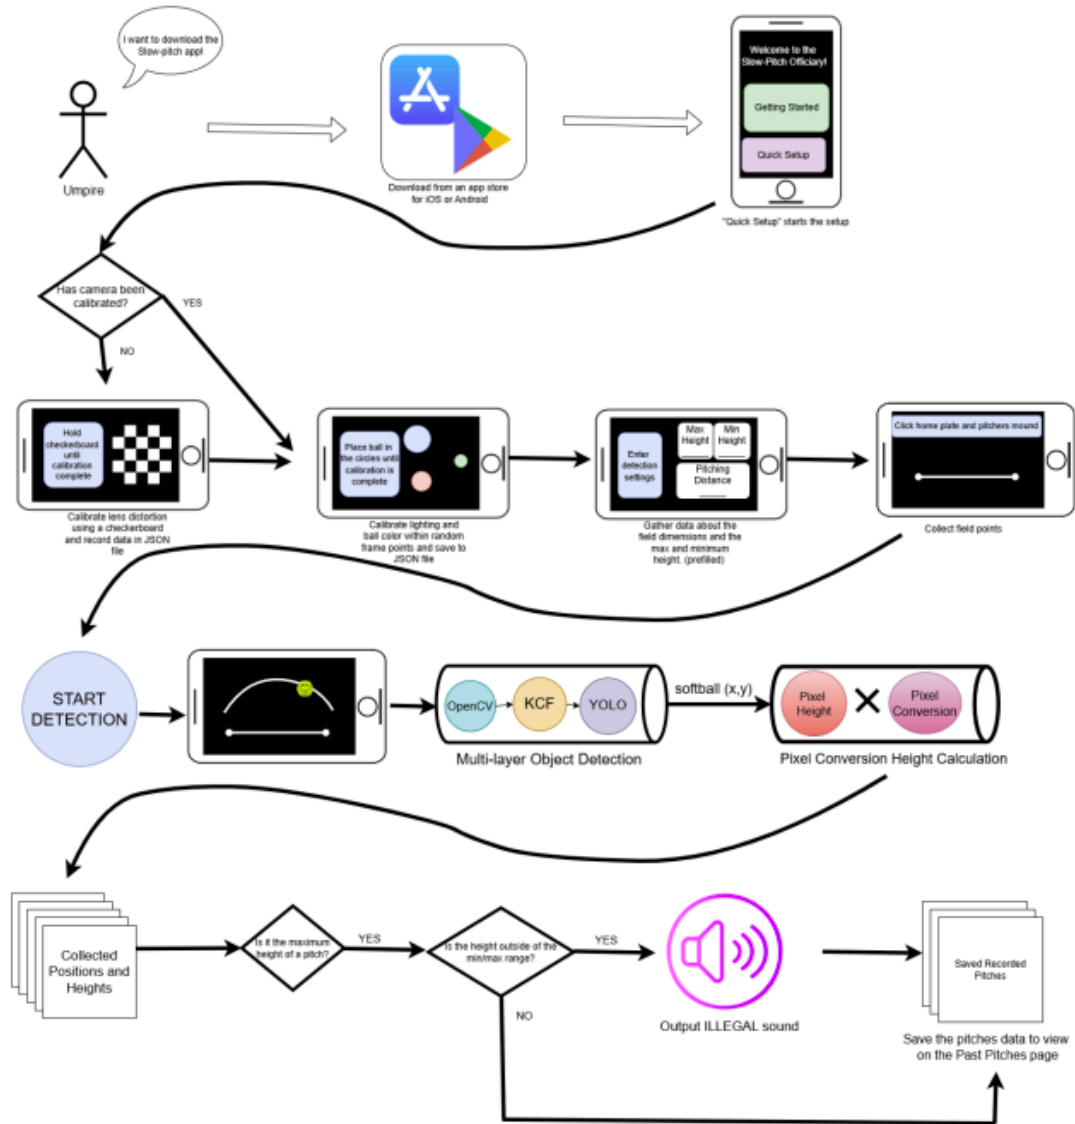 I want to download the
Slow-pitch app!
Umpire
Download from an app store
for iOS or Android
Welcome to the
Slow-Pitch Officiary!
Getting Started
Quick Setup
"Quick Setup" starts the setup
Has camera been
calibrated?
YES
NO
Hold
checkerboard
until
calibration
complete
Calibrate lens distortion
using a checkerboard
and record data in JSON
file
Place ball in
the circles until
calibration is
complete
Calibrate lighting and
ball color within random
frame points and save to
JSON file
Enter
detection
settings
Max
Height
Min
Height
Pitching
Distance
Gather data about the
field dimensions and the
max and minimum
height. (prefilled)
Click home plate and pitchers mound
Collect field points
START
DETECTION
OpenCV
KCF
YOLO
Multi-layer Object Detection
softball (x,y)
Pixel
Height
Pixel
Conversion
Pixel Conversion Height Calculation
Collected
Positions and
Heights
Is it the maximum
height of a pitch?
YES
Is the height outside of the
min/max range?
YES
NO
Output ILLEGAL sound
Saved Recorded
Pitches
Save the pitches data to view
on the Past Pitches page